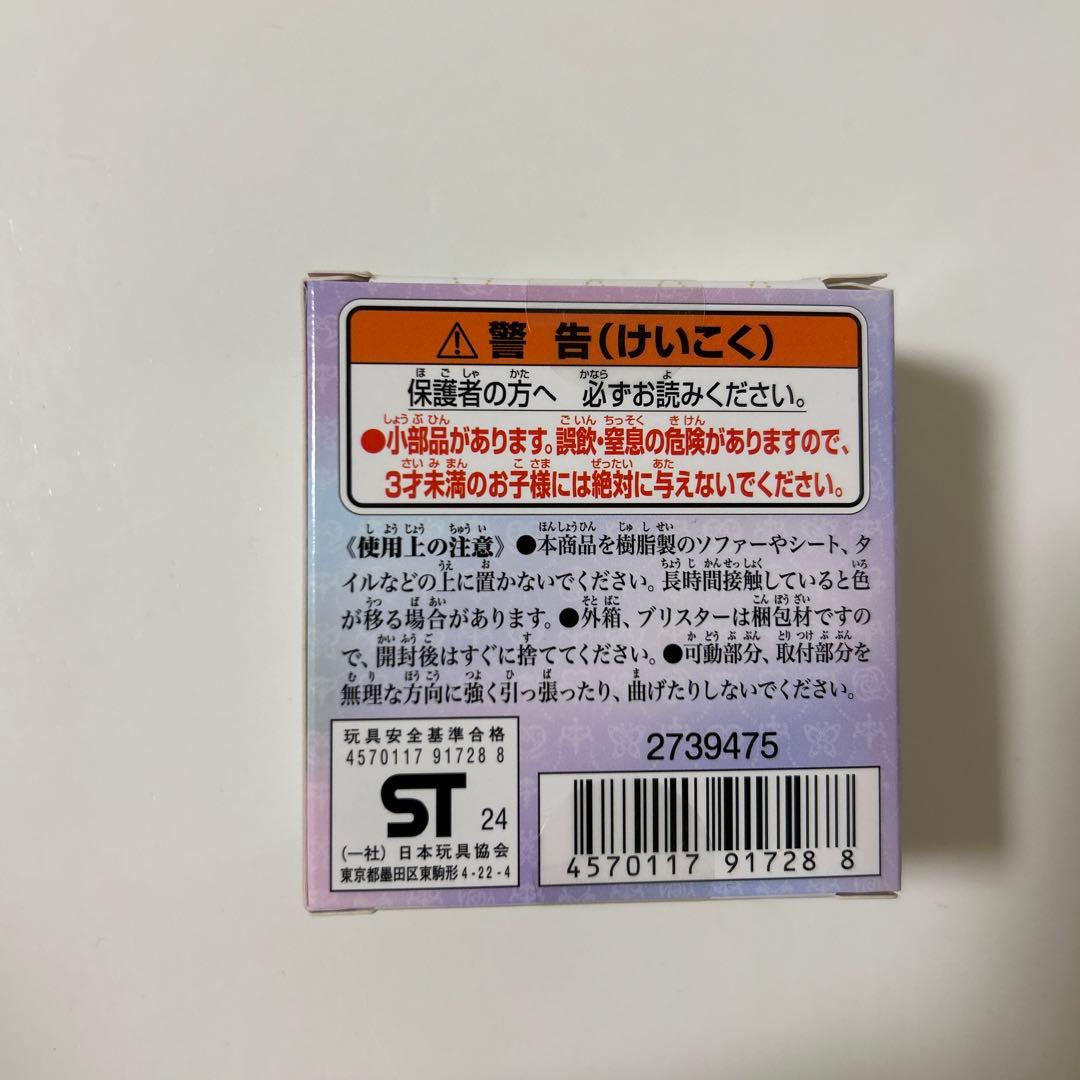 ⚠警 告(けいこく)
保護者の方へ 必ずお読みください。
●小部品があります。誤飲・窒息の危険がありますので、
3才未満のお子様には絶対に与えないでください。
《使用上の注意》●本商品を樹脂製のソファーやシート、タ
イルなどの上に置かないでください。長時間接触していると色
が移る場合があります。●外箱、ブリスターは梱包材ですの
で、開封後はすぐに捨ててください。●可動部分、取付部分を
無理な方向に強く引っ張ったり、曲げたりしないでください。
玩具安全基準合格
4570117 91728 8
ST 24
(一社)日本玩具協会
東京都墨田区東駒形4-22-4
2739475
4570117 91728 8